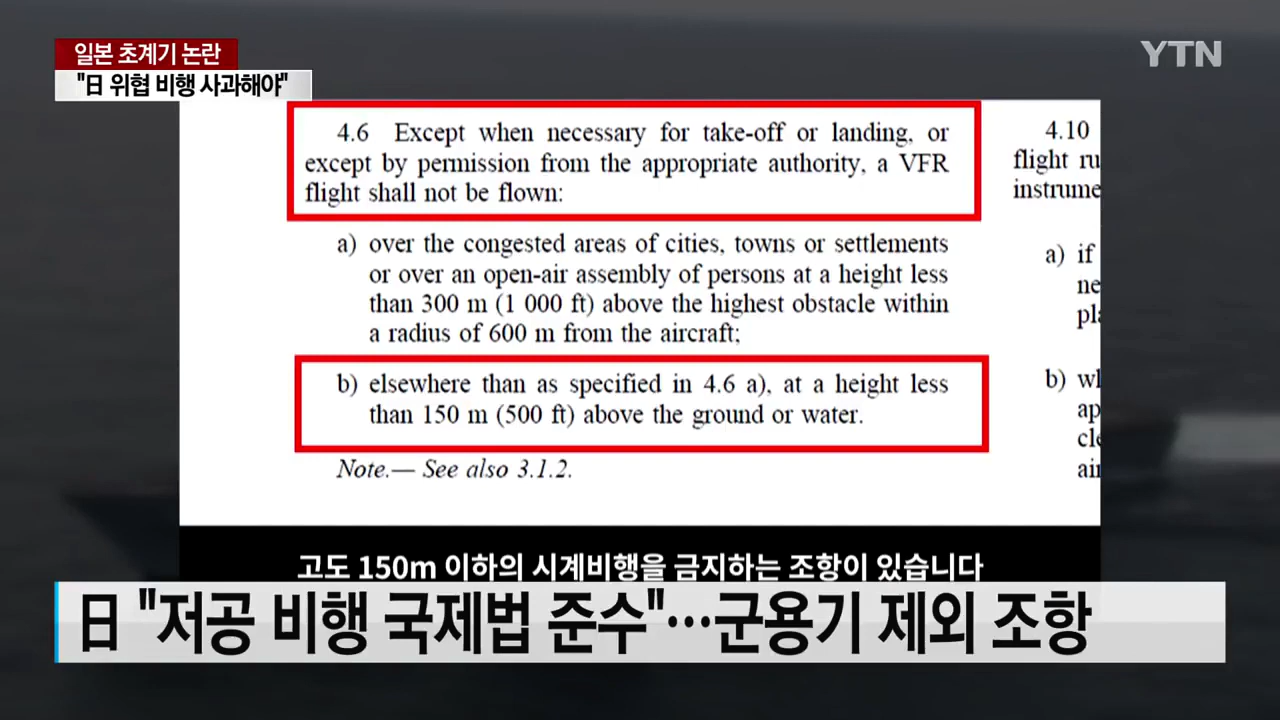 일본 초계기 논란
"日 위협 비행 사과해야"
YTN
4.6 Except when necessary for take-off or landing, or
except by permission from the appropriate authority, a VFR
flight shall not be flown:
a) over the congested areas of cities, towns or settlements
or over an open-air assembly of persons at a height less
than 300 m (1 000 ft) above the highest obstacle within
a radius of 600 m from the aircraft;
b) elsewhere than as specified in 4.6 a), at a height less
than 150 m (500 ft) above the ground or water.
Note.— See also 3.1.2.
4.10
flight ru
instrume
a) if
ne
pla
b) wl
ap
cle
air
고도 150m 이하의 시계비행을 금지하는 조항이 있습니다
日 "저공 비행 국제법 준수"…군용기 제외 조항